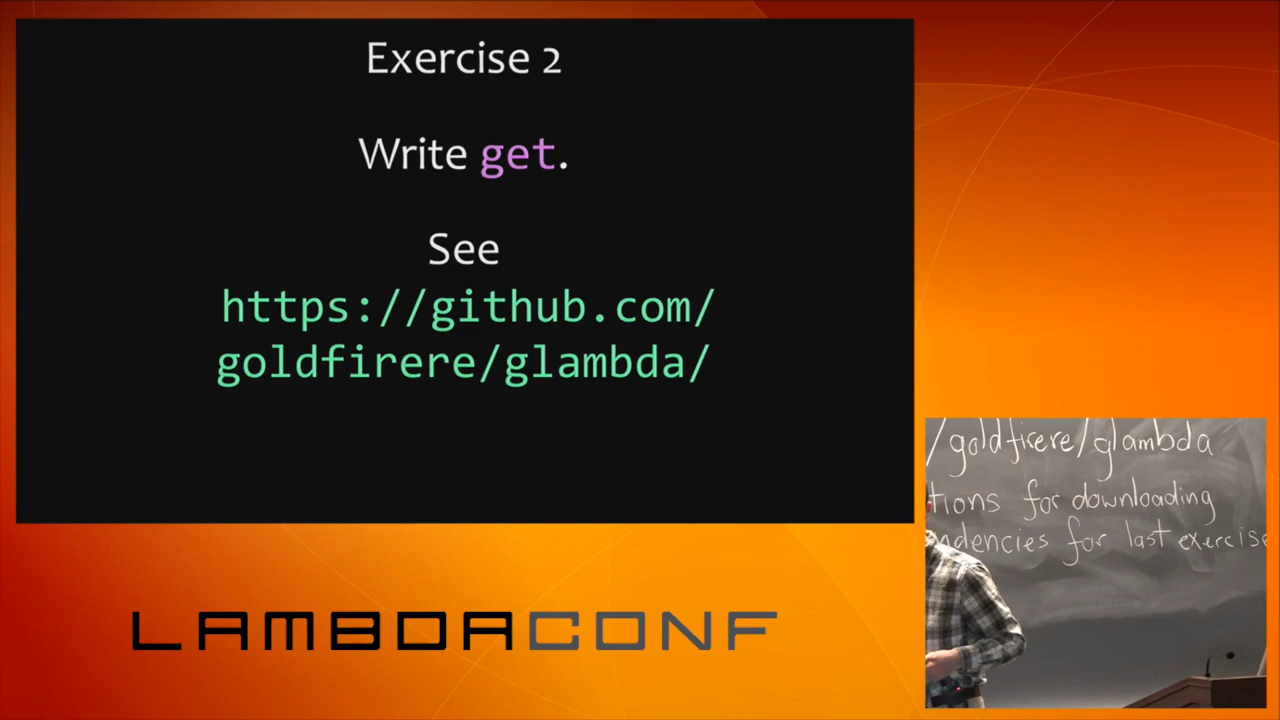 Exercise 2
Write get.
See
https://github.com/
goldfirere/glambda/
/goldfirere/glambda
tions for downloading
ndencies for last exercise
LAMBDACONF